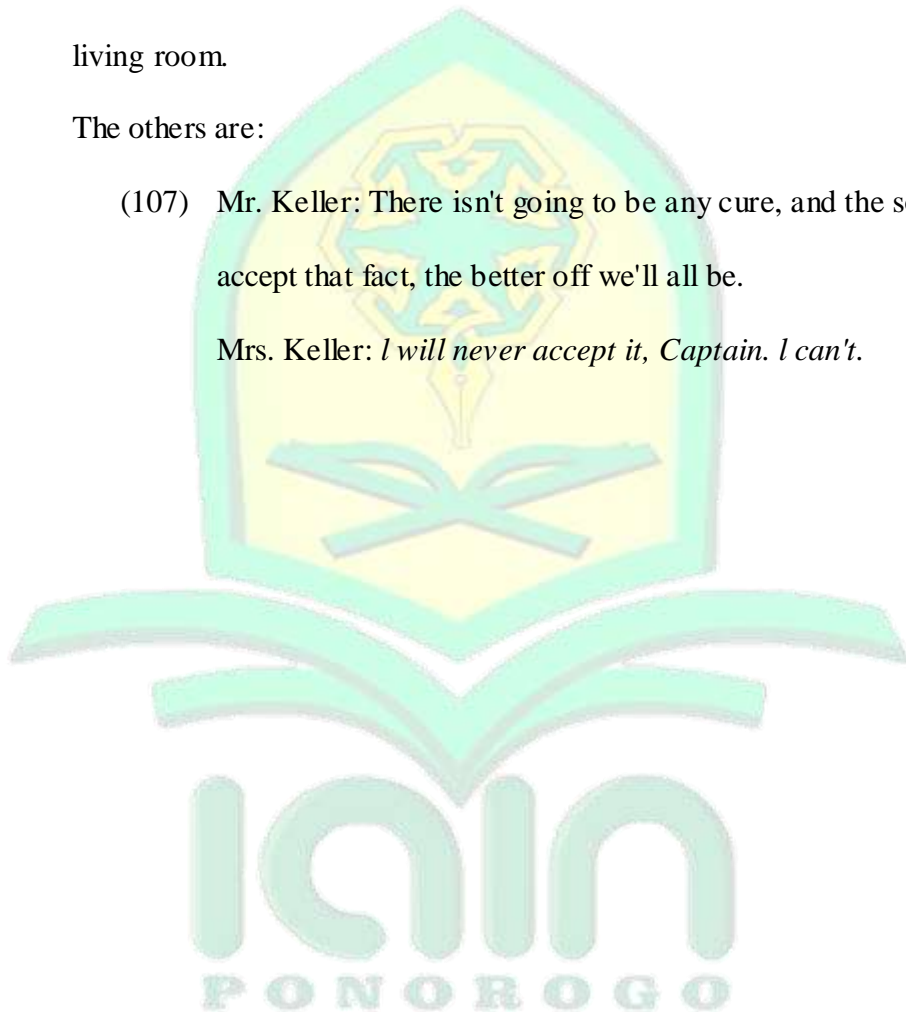 living room.
The others are:
(107) Mr. Keller: There isn't going to be any cure, and the
accept that fact, the better off we'll all be.
Mrs. Keller: l will never accept it, Captain. l can't.
IAIN
PONOROGO